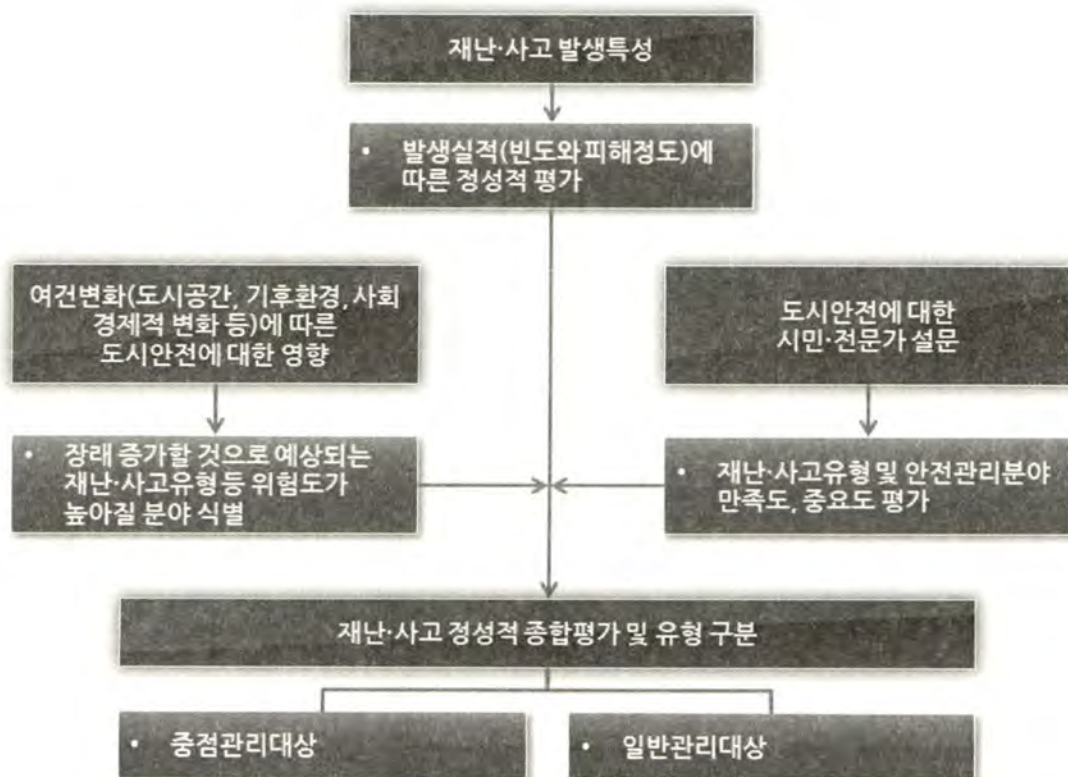 재난·사고 발생특성
• 발생실적(빈도와 피해정도)에
따른 정성적 평가
여건변화(도시공간, 기후환경, 사회
경제적 변화 등)에 따른
도시안전에 대한 영향
도시안전에 대한
시민·전문가 설문
• 장래 증가할 것으로 예상되는
재난·사고유형 등 위험도가
높아질 분야 식별
• 재난·사고유형 및 안전관리분야
만족도, 중요도 평가
재난·사고 정성적 종합평가 및 유형 구분
• 중점관리대상
• 일반관리대상